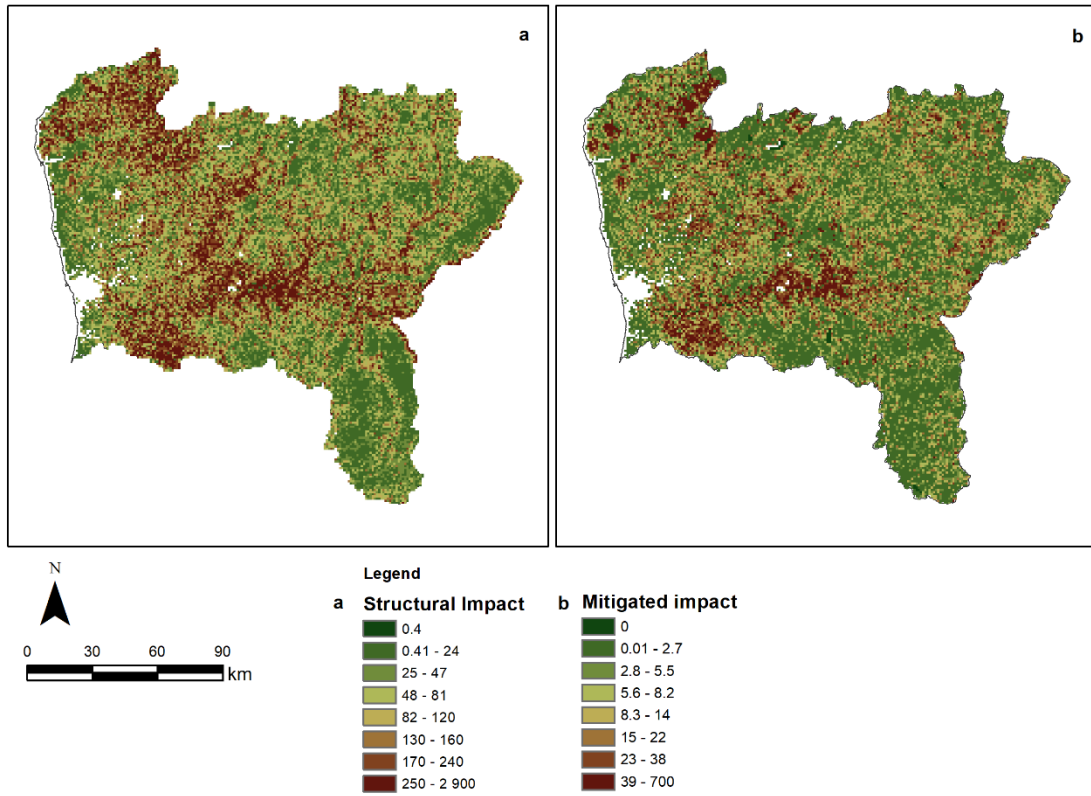 a
b
N
0 30 60 90
km
Legend
a Structural Impact
0.4
0.41 - 24
25 - 47
48 - 81
82 - 120
130 - 160
170 - 240
250 - 2 900
b Mitigated impact
0
0.01 - 2.7
2.8 - 5.5
5.6 - 8.2
8.3 - 14
15 - 22
23 - 38
39 - 700